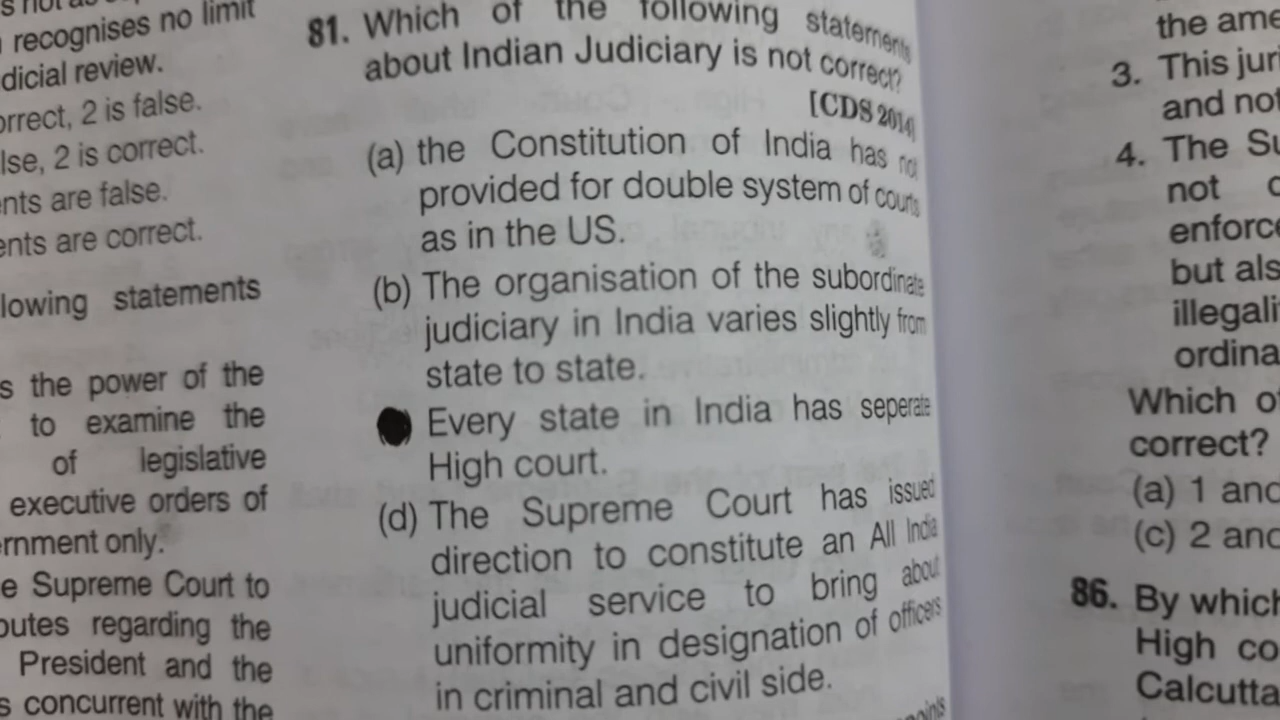 recognises no limit
dicial review.
orrect, 2 is false.
lse, 2 is correct.
nts are false.
ents are correct.
lowing statements
s the power of the
to examine the
of legislative
executive orders of
rnment only.
e Supreme Court to
outes regarding the
President and the
s concurrent with the
81. Which of the following statements
about Indian Judiciary is not correct?
[CDS 2014]
(a) the Constitution of India has not
provided for double system of courts
as in the US.
(b) The organisation of the subordinate
judiciary in India varies slightly from
state to state.
Every state in India has seperate
High court.
(d) The Supreme Court has issued
direction to constitute an All India
judicial service to bring about
uniformity in designation of officers
in criminal and civil side.
the ame
3. This juri
and not
4. The Su
not
enforce
but als
illegali
ordina
Which of
correct?
(a) 1 and
(c) 2 and
86. By which
High co
Calcutta